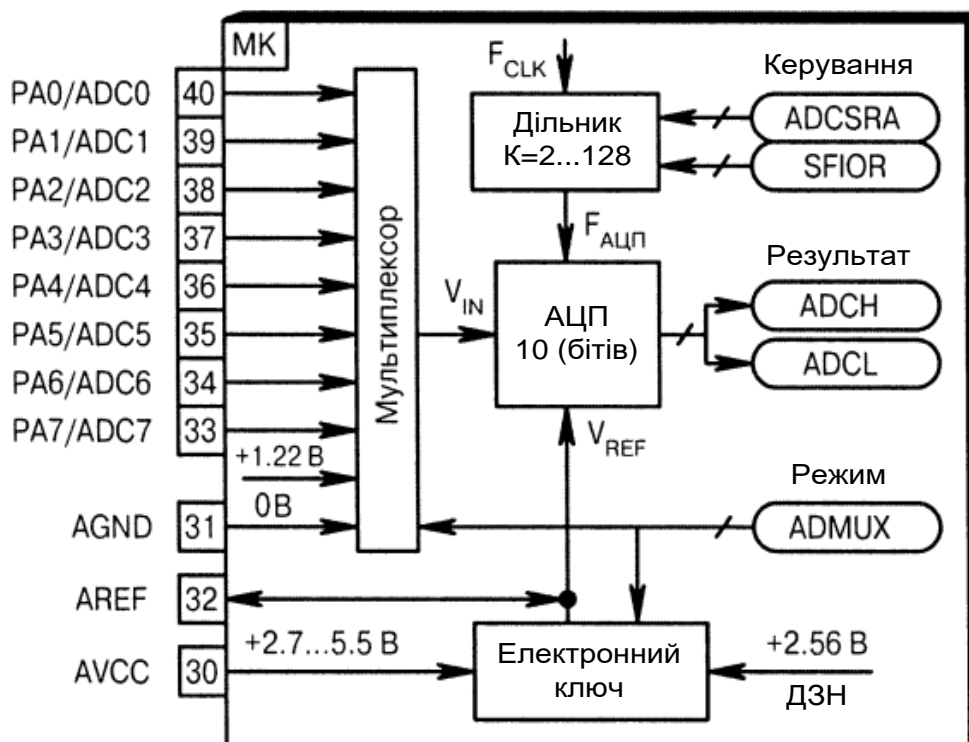 МК
PA0/ADC0 40
PA1/ADC1 39
PA2/ADC2 38
PA3/ADC3 37
PA4/ADC4 36
PA5/ADC5 35
PA6/ADC6 34
PA7/ADC7 33
+1.22 В
0 В
AGND 31
AREF 32
AVCC 30
+2.7...5.5 В
Мультиплексор
F CLK
Дільник
К=2...128
F АЦП
V IN
АЦП
10 (бітів)
V REF
Електронний
ключ
Керування
ADCSRA
SFIOR
Результат
ADCH
ADCL
Режим
ADMUX
+2.56 В
ДЗН